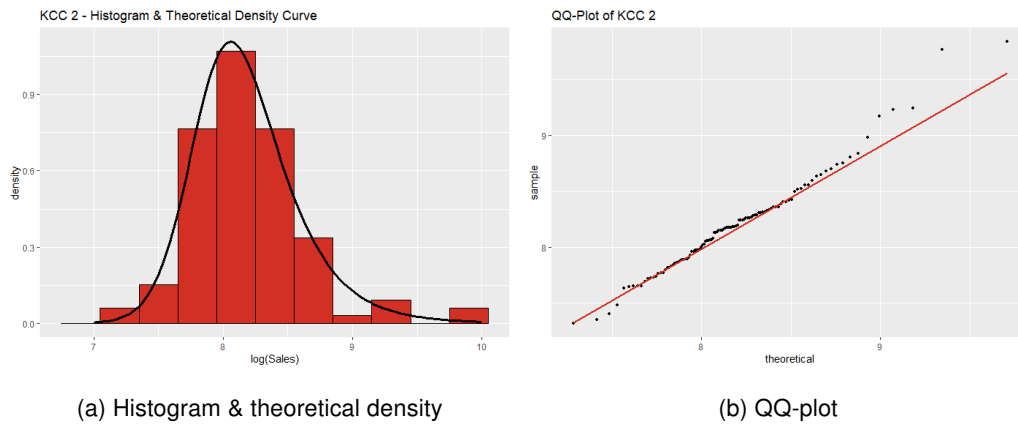 KCC 2 - Histogram & Theoretical Density Curve
density
0.9
0.6
0.3
0.0
7
8
9
10
log(Sales)
(a) Histogram & theoretical density
QQ-Plot of KCC 2
sample
9
8
8
9
theoretical
(b) QQ-plot